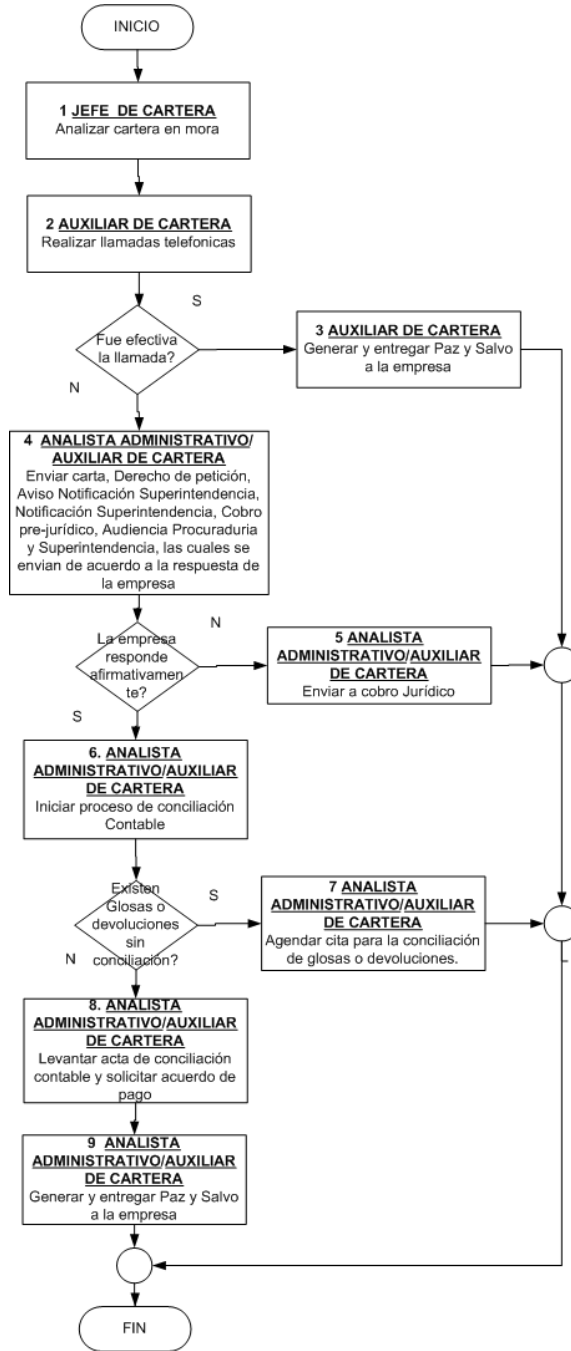 INICIO
1 JEFE DE CARTERA
Analizar cartera en mora
2 AUXILIAR DE CARTERA
Realizar llamadas telefonicas
S
Fue efectiva
la llamada?
3 AUXILIAR DE CARTERA
Generar y entregar Paz y Salvo
a la empresa
N
4 ANALISTA ADMINISTRATIVO/
AUXILIAR DE CARTERA
Enviar carta, Derecho de petición,
Aviso Notificación Superintendencia,
Notificación Superintendencia, Cobro
pre-jurídico, Audiencia Procuraduria
y Superintendencia, las cuales se
envian de acuerdo a la respuesta de
la empresa
N
La empresa
responde
afirmativamen
te?
5 ANALISTA
ADMINISTRATIVO/AUXILIAR
DE CARTERA
Enviar a cobro Jurídico
S
6. ANALISTA
ADMINISTRATIVO/AUXILIAR
DE CARTERA
Iniciar proceso de conciliación
Contable
Existen
Glosas o
devoluciones
sin
conciliación?
S
7 ANALISTA
ADMINISTRATIVO/AUXILIAR
DE CARTERA
Agendar cita para la conciliación
de glosas o devoluciones.
N
8. ANALISTA
ADMINISTRATIVO/AUXILIAR
DE CARTERA
Levantar acta de conciliación
contable y solicitar acuerdo de
pago
9 ANALISTA
ADMINISTRATIVO/AUXILIAR
DE CARTERA
Generar y entregar Paz y Salvo
a la empresa
FIN